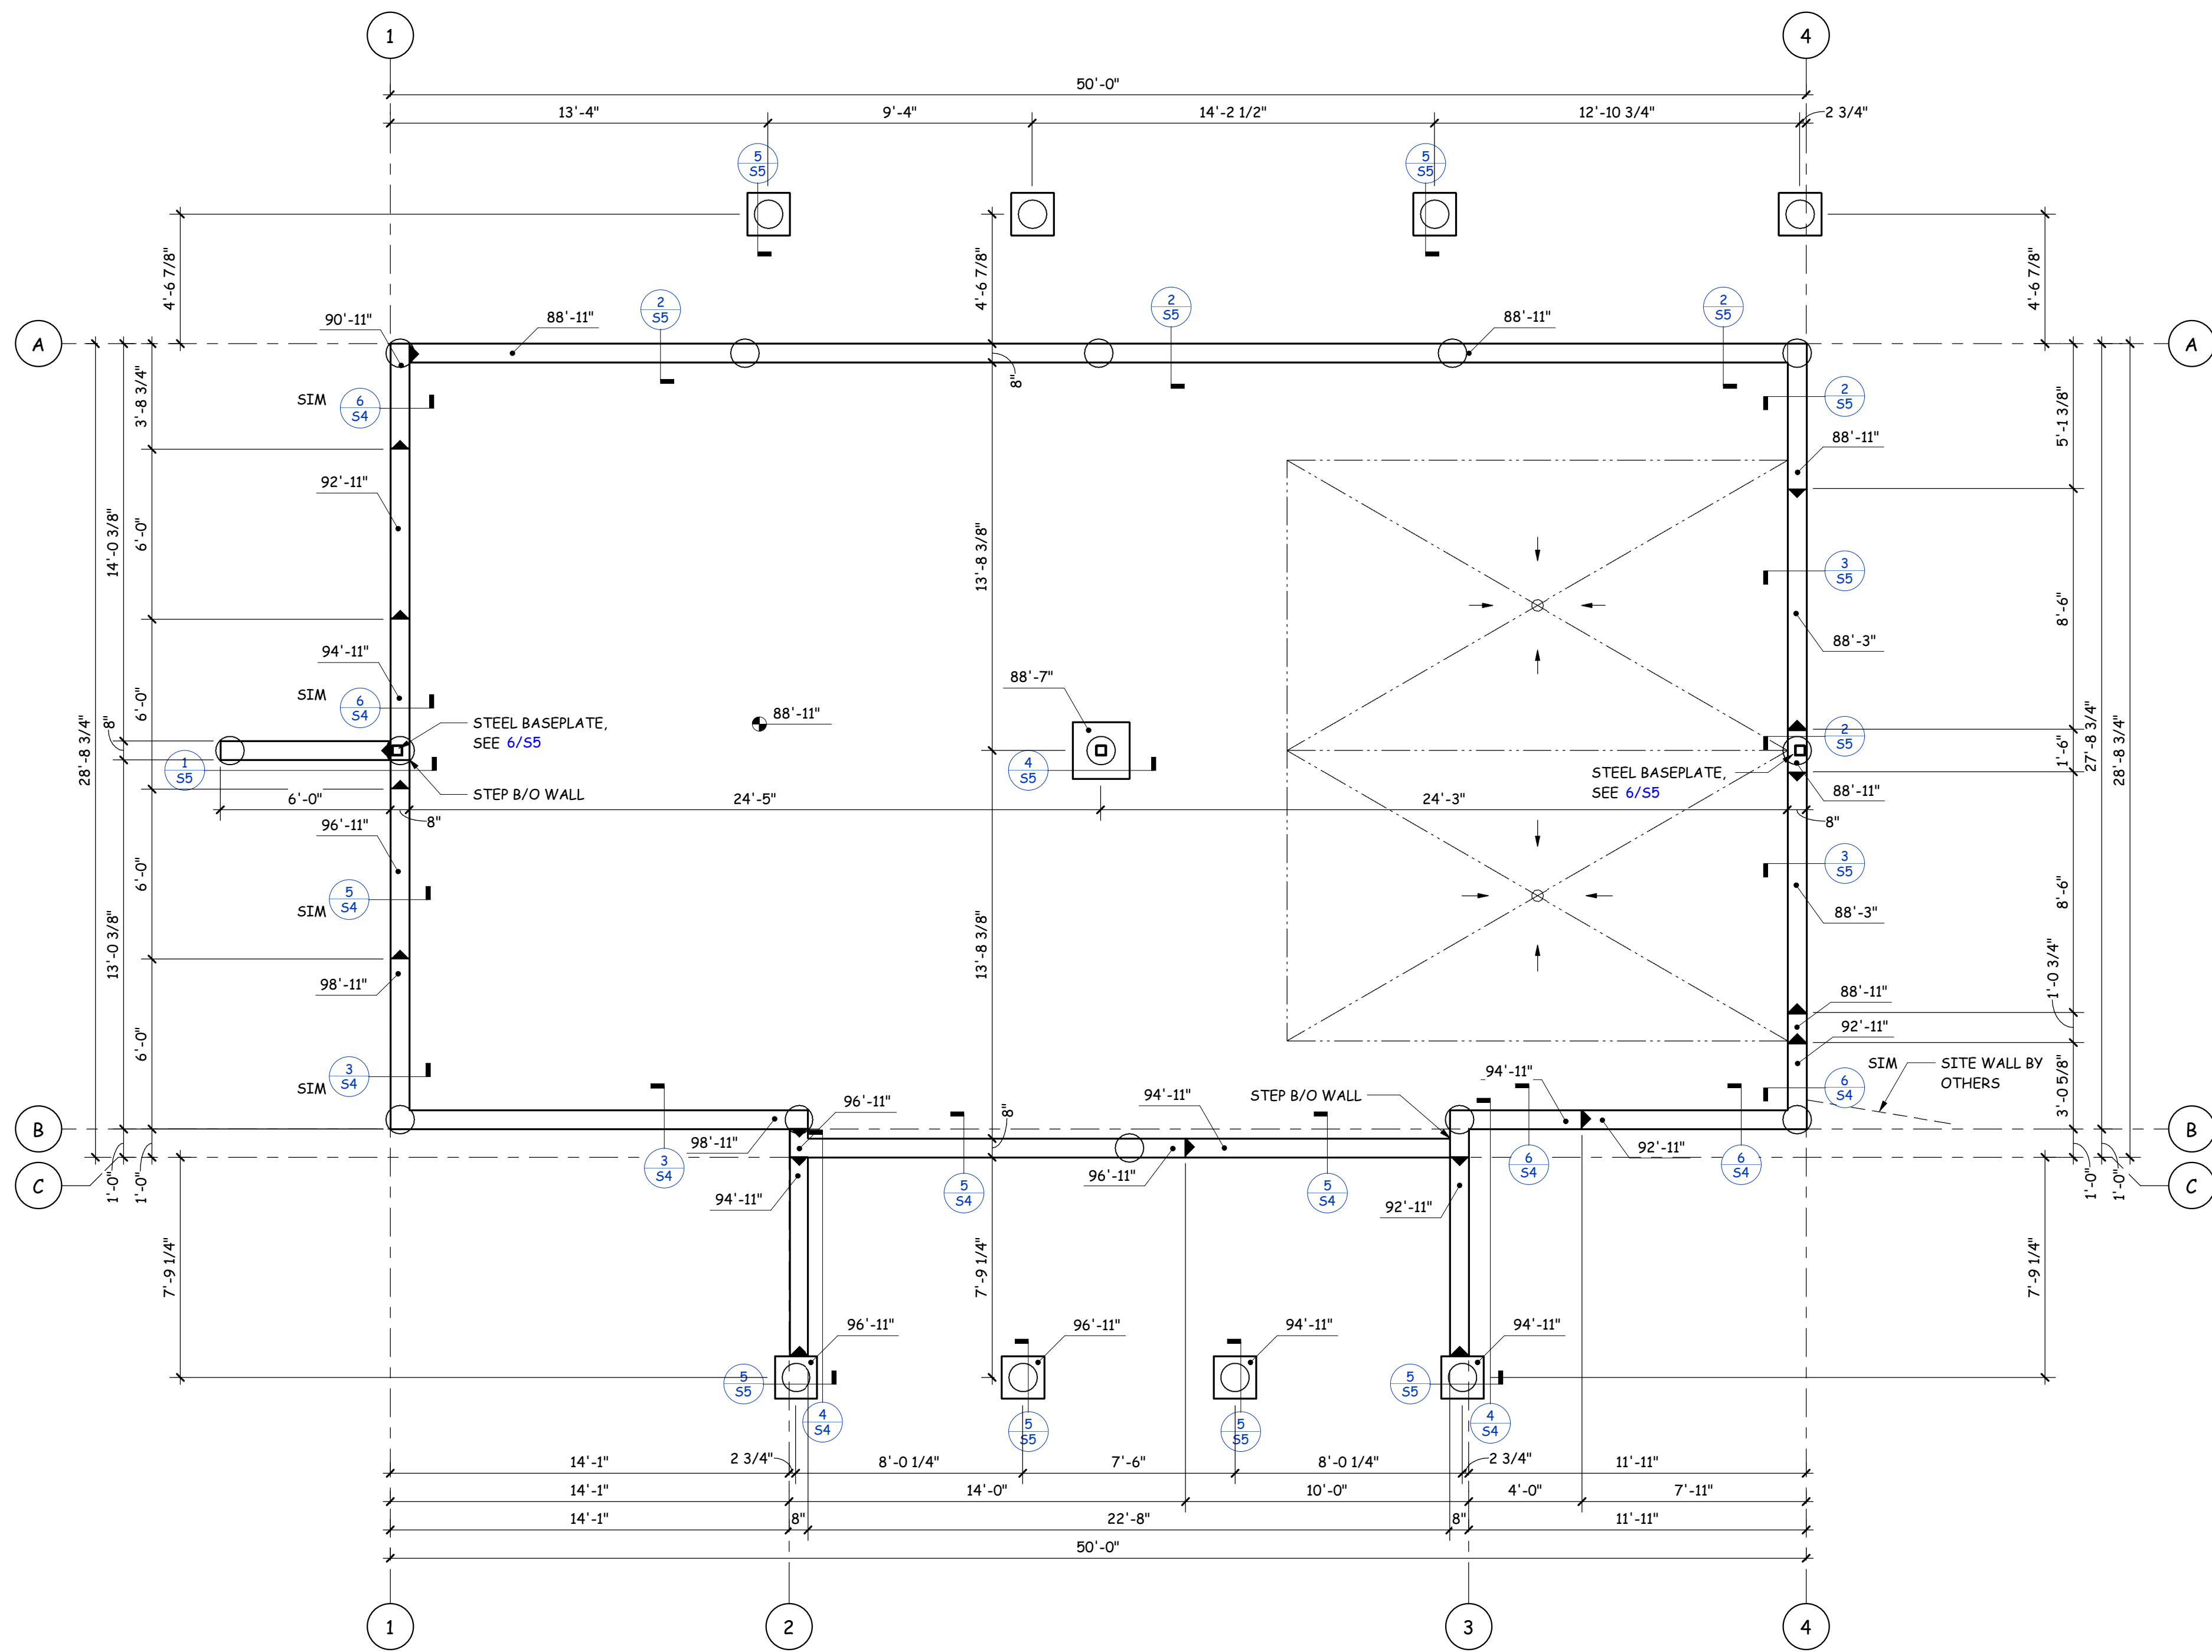 1
4
50'-0"
13'-4"
9'-4"
14'-2 1/2"
12'-10 3/4"
2 3/4"
5
S5
5
S5
4'-6 7/8"
4'-6 7/8"
4'-6 7/8"
2
S5
2
S5
2
S5
90'-11"
88'-11"
88'-11"
A
A
8"
3'-8 3/4"
SIM
6
S4
2
S5
5'-1 3/8"
88'-11"
92'-11"
14'-0 3/8"
6'-0"
13'-8 3/8"
3
S5
8'-6"
88'-3"
94'-11"
SIM
6
S4
6'-0"
8"
28'-8 3/4"
88'-7"
88'-11"
STEEL BASEPLATE,
SEE 6/S5
2
S5
1'-6"
27'-8 3/4"
28'-8 3/4"
1
S5
4
S5
STEEL BASEPLATE,
SEE 6/S5
88'-11"
STEP B/O WALL
6'-0"
8"
24'-5"
24'-3"
8"
96'-11"
3
S5
8'-6"
88'-3"
SIM
5
S4
6'-0"
13'-0 3/8"
13'-8 3/8"
98'-11"
1'-0 3/4"
88'-11"
92'-11"
6'-0"
SIM
3
S4
SIM
SITE WALL BY
OTHERS
6
S4
3'-0 5/8"
96'-11"
94'-11"
STEP B/O WALL
94'-11"
8"
B
B
98'-11"
92'-11"
3
S4
96'-11"
6
S4
6
S4
C
C
1'-0"
1'-0"
1'-0"
1'-0"
94'-11"
5
S4
5
S4
92'-11"
7'-9 1/4"
7'-9 1/4"
7'-9 1/4"
96'-11"
96'-11"
94'-11"
94'-11"
5
S5
5
S5
4
S4
5
S5
5
S5
4
S4
14'-1"
2 3/4"
8'-0 1/4"
7'-6"
8'-0 1/4"
2 3/4"
11'-11"
14'-1"
14'-0"
10'-0"
4'-0"
7'-11"
14'-1"
8"
22'-8"
8"
11'-11"
50'-0"
1
2
3
4